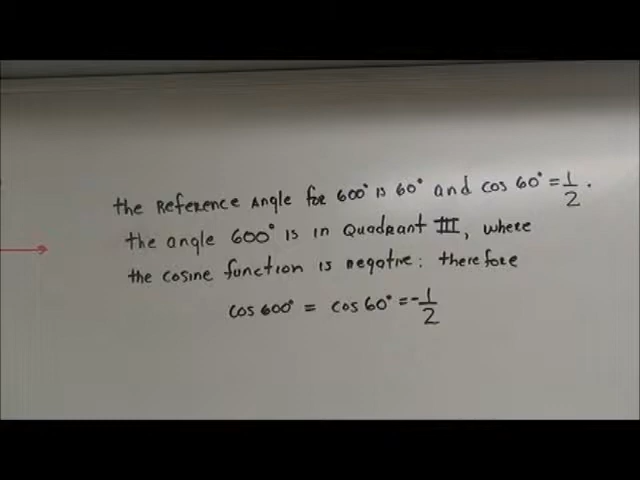 the Reference Angle for 600° is 60° and cos 60° = 1/2.
the angle 600° is in Quadrant III, where
the cosine function is negative: therefore
cos 600° = cos 60° = -1/2